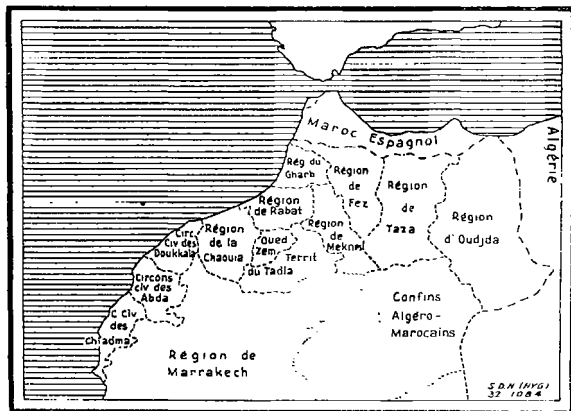 Maroc Espagnol
Algérie
Rég du
Gharb
Région
de
Fez
Région
de
Taza
Région
d'Oudjda
Région
de Rabat
Circ
Civ des
Doukkala
Région
de la
Chaouia
Oued
Zem
Région
de
Meknes
Territ
du Tadla
Circons
civ des
Abda
C Civ
des
Chiadma
Région de
Marrakech
Confins
Algéro-
Marocains
S.D.N (HYG)
32 1084